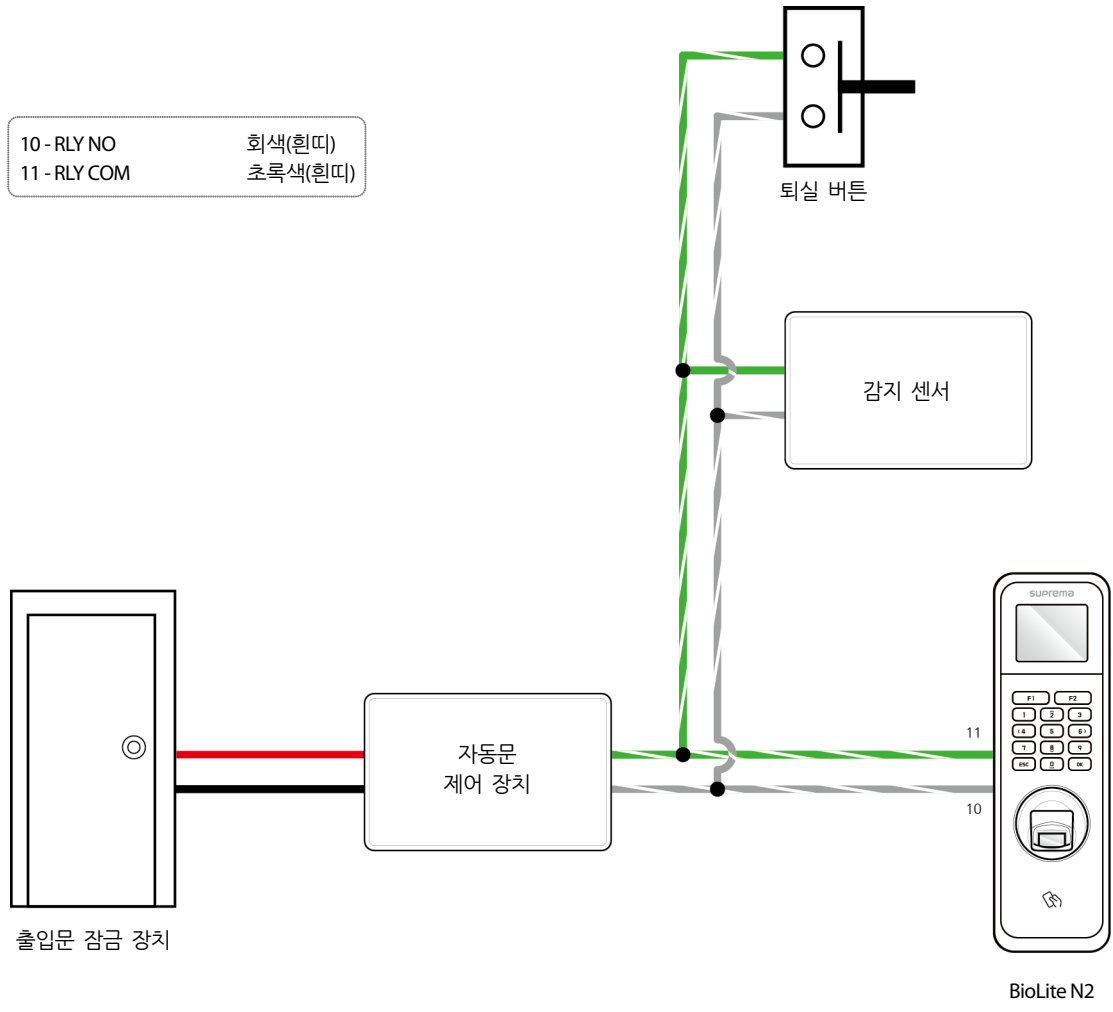 10 - RLY NO 회색(흰띠)
11 - RLY COM 초록색(흰띠)
퇴실 버튼
감지 센서
자동문
제어 장치
출입문 잠금 장치
11
10
suprema
F1 F2
1 2 3
<4 5 6>
7 8 9
ESC 0 OK
BioLite N2